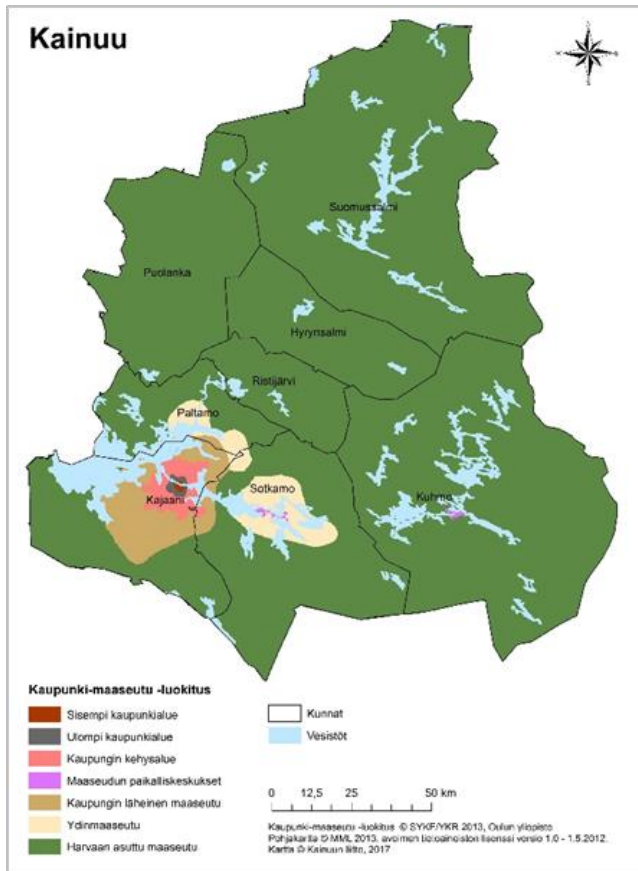 Kainuu
Suomussalmi
Puolanka
Hyrynsalmi
Ristijärvi
Paltamo
Sotkamo
Kajaani
Kuhmo
Kaupunki-maaseutu -luokitus
Sisempi kaupunkialue
Ulompi kaupunkialue
Kaupungin kehysalue
Maaseudun paikalliskeskukset
Kaupungin läheinen maaseutu
Ydinmaaseutu
Harvaan asuttu maaseutu
Kunnat
Vesistöt
0 12,5 25 50 km
Kaupunki-maaseutu -luokitus © SYKE/YKR 2013, Oulun yliopisto
Pohjakartta © MML 2013, avoimen tietoaineiston lisenssi versio 1.0 - 1.5.2012.
Kartta © Kainuun liitto, 2017